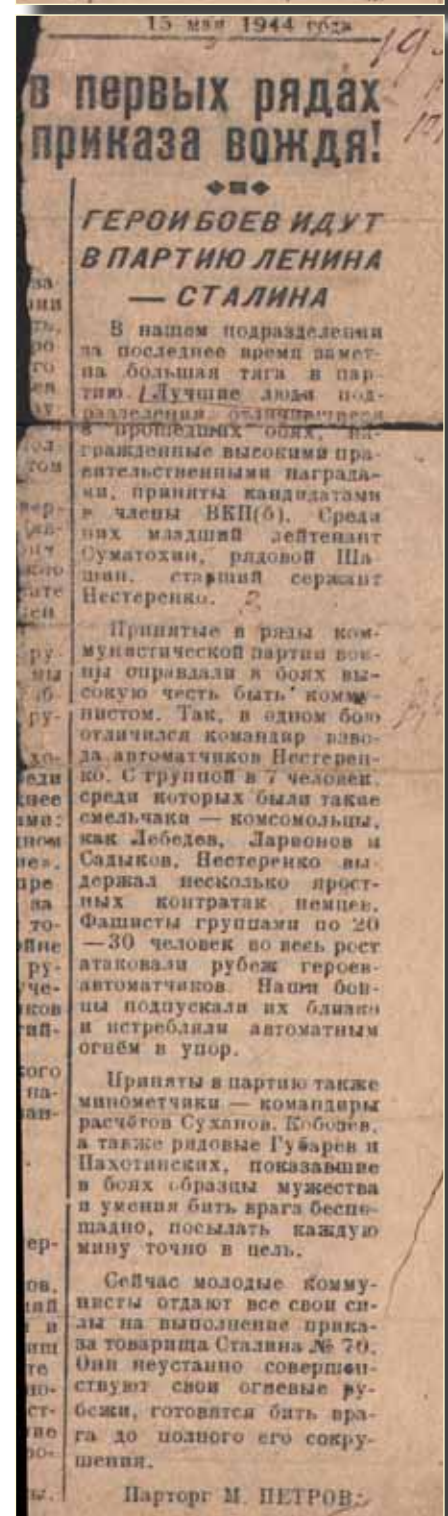 15 мая 1944 года
в первых рядах
приказа вождя!
ГЕРОИ БОЕВ ИДУТ
В ПАРТИЮ ЛЕНИНА
— СТАЛИНА
В нашем подразделении
за последнее время замет-
на большая тяга в пар-
тию. Лучшие люди под-
разделения, отличившиеся
в прошедших боях, на-
гражденные высокими пра-
вительственными награда-
ми, приняты кандидатами
в члены ВКП(б). Среди
них младший лейтенант
Суматохин, рядовой Ша-
шин, старший сержант
Нестеренко.
Принятые в ряды ком-
мунистической партии вои-
ны оправдали в боях вы-
сокую честь быть комму-
нистом. Так, в одном бою
отличился командир взво-
да автоматчиков Нестерен-
ко. С группой в 7 человек,
среди которых были такие
смельчаки — комсомольцы,
как Лебедев, Ларионов и
Садыков, Нестеренко вы-
держал несколько ярост-
ных контратак немцев.
Фашисты группами по 20
—30 человек во весь рост
атаковали рубеж героев-
автоматчиков. Наши бой-
цы подпускали их близко
и истребляли автоматным
огнём в упор.
Приняты в партию также
минометчики — командиры
расчётов Суханов, Кобозев,
а также рядовые Губарев и
Пахотинских, показавшие
в боях образцы мужества
и умения бить врага беспо-
щадно, посылать каждую
мину точно в цель.
Сейчас молодые комму-
нисты отдают все свои си-
лы на выполнение прика-
за товарища Сталина № 70.
Они неустанно совершен-
ствуют свои огневые ру-
бежи, готовятся бить вра-
га до полного его сокру-
шения.
Парторг М. ПЕТРОВ.